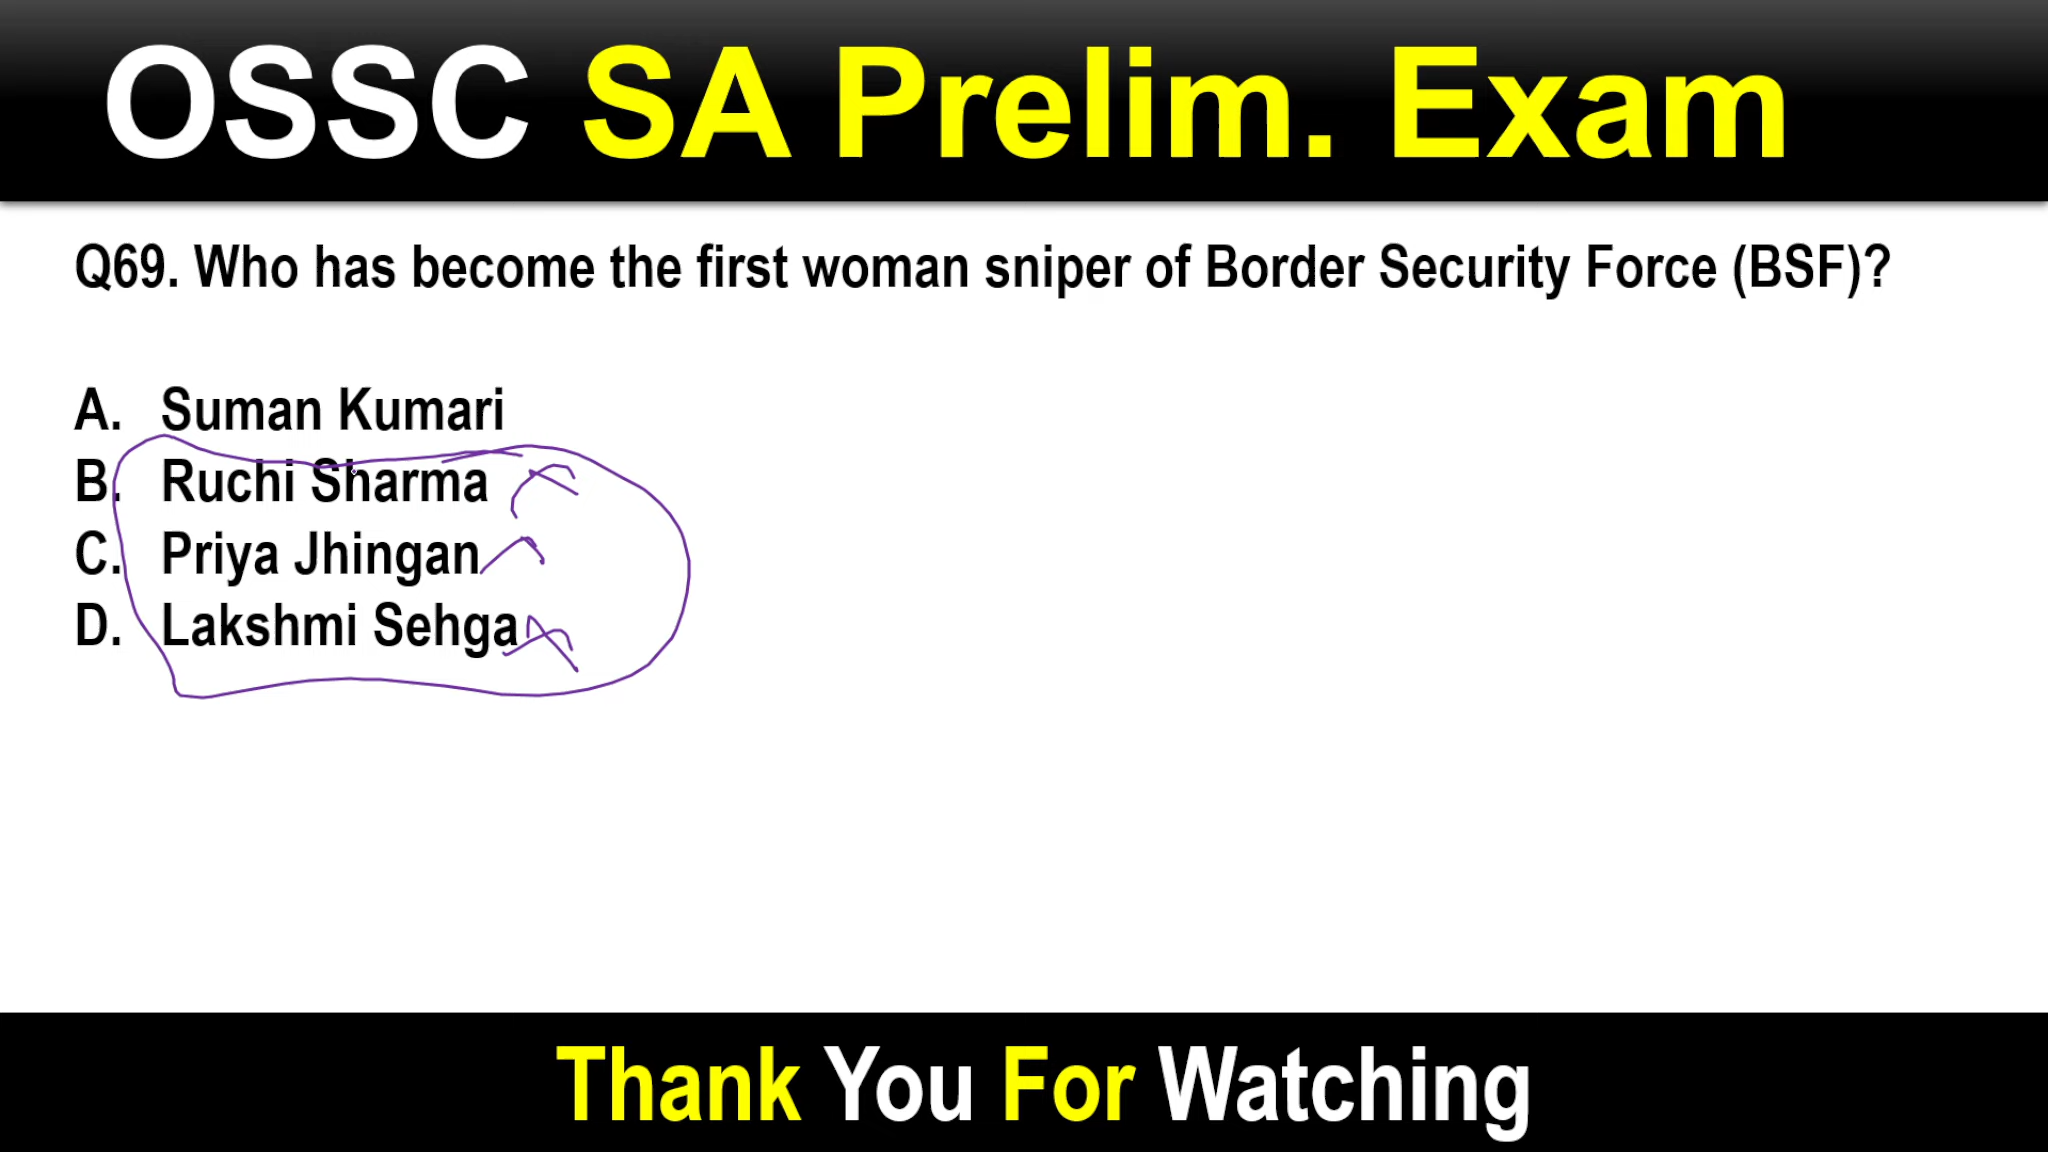 OSSC SA Prelim. Exam
Q69. Who has become the first woman sniper of Border Security Force (BSF)?
A. Suman Kumari
B. Ruchi Sharma
C. Priya Jhingan
D. Lakshmi Sehga
Thank You For Watching